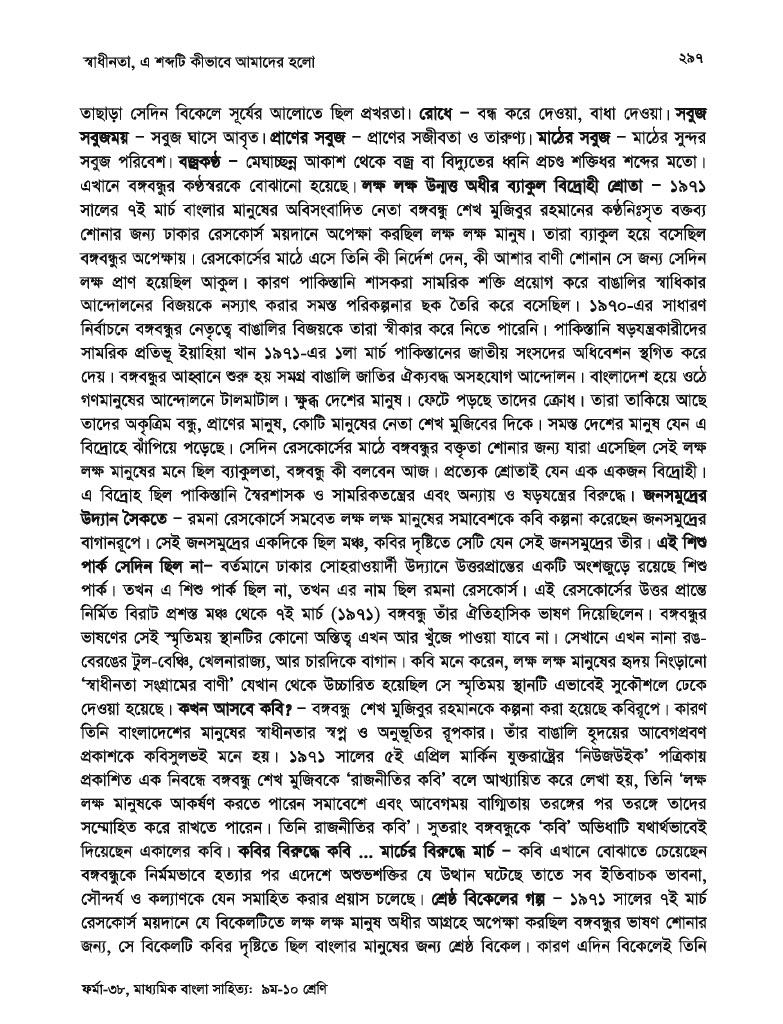 স্বাধীনতা, এ শব্দটি কীভাবে আমাদের হলো
২৯৭
তাছাড়া সেদিন বিকেলে সূর্যের আলোতে ছিল প্রখরতা। রোধে – বন্ধ করে দেওয়া, বাধা দেওয়া। সবুজ
সবুজময় – সবুজ ঘাসে আবৃত। প্রাণের সবুজ – প্রাণের সজীবতা ও তারুণ্য। মাঠের সবুজ – মাঠের সুন্দর
সবুজ পরিবেশ। বজ্রকণ্ঠ – মেঘাচ্ছন্ন আকাশ থেকে বজ্র বা বিদ্যুতের ধ্বনি প্রচণ্ড শক্তিধর শব্দের মতো।
এখানে বঙ্গবন্ধুর কণ্ঠস্বরকে বোঝানো হয়েছে। লক্ষ লক্ষ উন্মত্ত অধীর ব্যাকুল বিদ্রোহী শ্রোতা – ১৯৭১
সালের ৭ই মার্চ বাংলার মানুষের অবিসংবাদিত নেতা বঙ্গবন্ধু শেখ মুজিবুর রহমানের কণ্ঠনিঃসৃত বক্তব্য
শোনার জন্য ঢাকার রেসকোর্স ময়দানে অপেক্ষা করছিল লক্ষ লক্ষ মানুষ। তারা ব্যাকুল হয়ে বসেছিল
বঙ্গবন্ধুর অপেক্ষায়। রেসকোর্সের মাঠে এসে তিনি কী নির্দেশ দেন, কী আশার বাণী শোনান সে জন্য সেদিন
লক্ষ প্রাণ হয়েছিল আকুল। কারণ পাকিস্তানি শাসকরা সামরিক শক্তি প্রয়োগ করে বাঙালির স্বাধিকার
আন্দোলনের বিজয়কে নস্যাৎ করার সমস্ত পরিকল্পনার ছক তৈরি করে বসেছিল। ১৯৭০-এর সাধারণ
নির্বাচনে বঙ্গবন্ধুর নেতৃত্বে বাঙালির বিজয়কে তারা স্বীকার করে নিতে পারেনি। পাকিস্তানি ষড়যন্ত্রকারীদের
সামরিক প্রতিভূ ইয়াহিয়া খান ১৯৭১-এর ১লা মার্চ পাকিস্তানের জাতীয় সংসদের অধিবেশন স্থগিত করে
দেয়। বঙ্গবন্ধুর আহ্বানে শুরু হয় সমগ্র বাঙালি জাতির ঐক্যবদ্ধ অসহযোগ আন্দোলন। বাংলাদেশ হয়ে ওঠে
গণমানুষের আন্দোলনে টালমাটাল। ক্ষুব্ধ দেশের মানুষ। ফেটে পড়ছে তাদের ক্রোধ। তারা তাকিয়ে আছে
তাদের অকৃত্রিম বন্ধু, প্রাণের মানুষ, কোটি মানুষের নেতা শেখ মুজিবের দিকে। সমস্ত দেশের মানুষ যেন এ
বিদ্রোহে ঝাঁপিয়ে পড়েছে। সেদিন রেসকোর্সের মাঠে বঙ্গবন্ধুর বক্তৃতা শোনার জন্য যারা এসেছিল সেই লক্ষ
লক্ষ মানুষের মনে ছিল ব্যাকুলতা, বঙ্গবন্ধু কী বলবেন আজ। প্রত্যেক শ্রোতাই যেন এক একজন বিদ্রোহী।
এ বিদ্রোহ ছিল পাকিস্তানি স্বৈরশাসক ও সামরিকতন্ত্রের এবং অন্যায় ও ষড়যন্ত্রের বিরুদ্ধে। জনসমুদ্রের
উদ্যান সৈকতে – রমনা রেসকোর্সে সমবেত লক্ষ লক্ষ মানুষের সমাবেশকে কবি কল্পনা করেছেন জনসমুদ্রের
বাগানরূপে। সেই জনসমুদ্রের একদিকে ছিল মঞ্চ, কবির দৃষ্টিতে সেটি যেন সেই জনসমুদ্রের তীর। এই শিশু
পার্ক সেদিন ছিল না– বর্তমানে ঢাকার সোহরাওয়ার্দী উদ্যানে উত্তরপ্রান্তের একটি অংশজুড়ে রয়েছে শিশু
পার্ক। তখন এ শিশু পার্ক ছিল না, তখন এর নাম ছিল রমনা রেসকোর্স। এই রেসকোর্সের উত্তর প্রান্তে
নির্মিত বিরাট প্রশস্ত মঞ্চ থেকে ৭ই মার্চ (১৯৭১) বঙ্গবন্ধু তাঁর ঐতিহাসিক ভাষণ দিয়েছিলেন। বঙ্গবন্ধুর
ভাষণের সেই স্মৃতিময় স্থানটির কোনো অস্তিত্ব এখন আর খুঁজে পাওয়া যাবে না। সেখানে এখন নানা রঙ-
বেরঙের টুল-বেঞ্চি, খেলনারাজ্য, আর চারদিকে বাগান। কবি মনে করেন, লক্ষ লক্ষ মানুষের হৃদয় নিংড়ানো
‘স্বাধীনতা সংগ্রামের বাণী’ যেখান থেকে উচ্চারিত হয়েছিল সে স্মৃতিময় স্থানটি এভাবেই সুকৌশলে ঢেকে
দেওয়া হয়েছে। কখন আসবে কবি? – বঙ্গবন্ধু শেখ মুজিবুর রহমানকে কল্পনা করা হয়েছে কবিরূপে। কারণ
তিনি বাংলাদেশের মানুষের স্বাধীনতার স্বপ্ন ও অনুভূতির রূপকার। তাঁর বাঙালি হৃদয়ের আবেগপ্রবণ
প্রকাশকে কবিসুলভই মনে হয়। ১৯৭১ সালের ৫ই এপ্রিল মার্কিন যুক্তরাষ্ট্রের ‘নিউজউইক’ পত্রিকায়
প্রকাশিত এক নিবন্ধে বঙ্গবন্ধু শেখ মুজিবকে ‘রাজনীতির কবি’ বলে আখ্যায়িত করে লেখা হয়, তিনি ‘লক্ষ
লক্ষ মানুষকে আকর্ষণ করতে পারেন সমাবেশে এবং আবেগময় বাগ্মিতায় তরঙ্গের পর তরঙ্গে তাদের
সম্মোহিত করে রাখতে পারেন। তিনি রাজনীতির কবি’। সুতরাং বঙ্গবন্ধুকে ‘কবি’ অভিধাটি যথার্থভাবেই
দিয়েছেন একালের কবি। কবির বিরুদ্ধে কবি ... মার্চের বিরুদ্ধে মার্চ – কবি এখানে বোঝাতে চেয়েছেন
বঙ্গবন্ধুকে নির্মমভাবে হত্যার পর এদেশে অশুভশক্তির যে উত্থান ঘটেছে তাতে সব ইতিবাচক ভাবনা,
সৌন্দর্য ও কল্যাণকে যেন সমাহিত করার প্রয়াস চলেছে। শ্রেষ্ঠ বিকেলের গল্প – ১৯৭১ সালের ৭ই মার্চ
রেসকোর্স ময়দানে যে বিকেলটিতে লক্ষ লক্ষ মানুষ অধীর আগ্রহে অপেক্ষা করছিল বঙ্গবন্ধুর ভাষণ শোনার
জন্য, সে বিকেলটি কবির দৃষ্টিতে ছিল বাংলার মানুষের জন্য শ্রেষ্ঠ বিকেল। কারণ এদিন বিকেলেই তিনি
ফর্মা-৩৮, মাধ্যমিক বাংলা সাহিত্য: ৯ম-১০ শ্রেণি